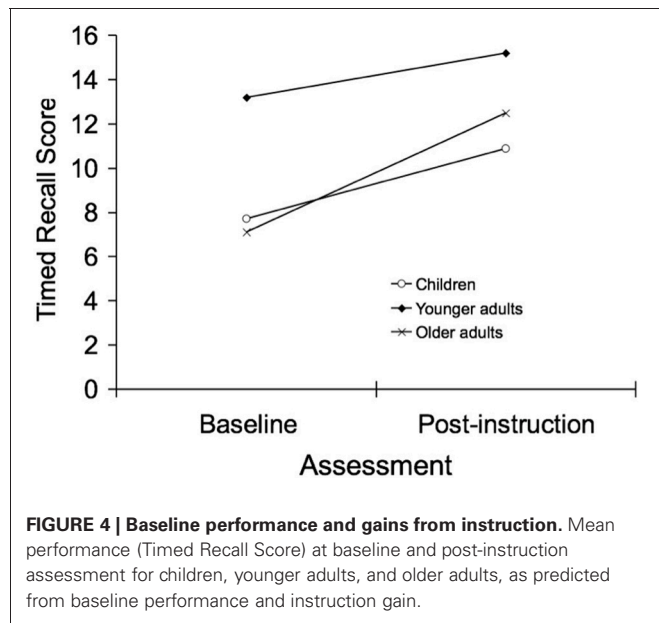 16
14
12
10
8
6
4
2
0
Timed Recall Score
Children
Younger adults
Older adults
Baseline
Post-instruction
Assessment
FIGURE 4 | Baseline performance and gains from instruction. Mean
performance (Timed Recall Score) at baseline and post-instruction
assessment for children, younger adults, and older adults, as predicted
from baseline performance and instruction gain.